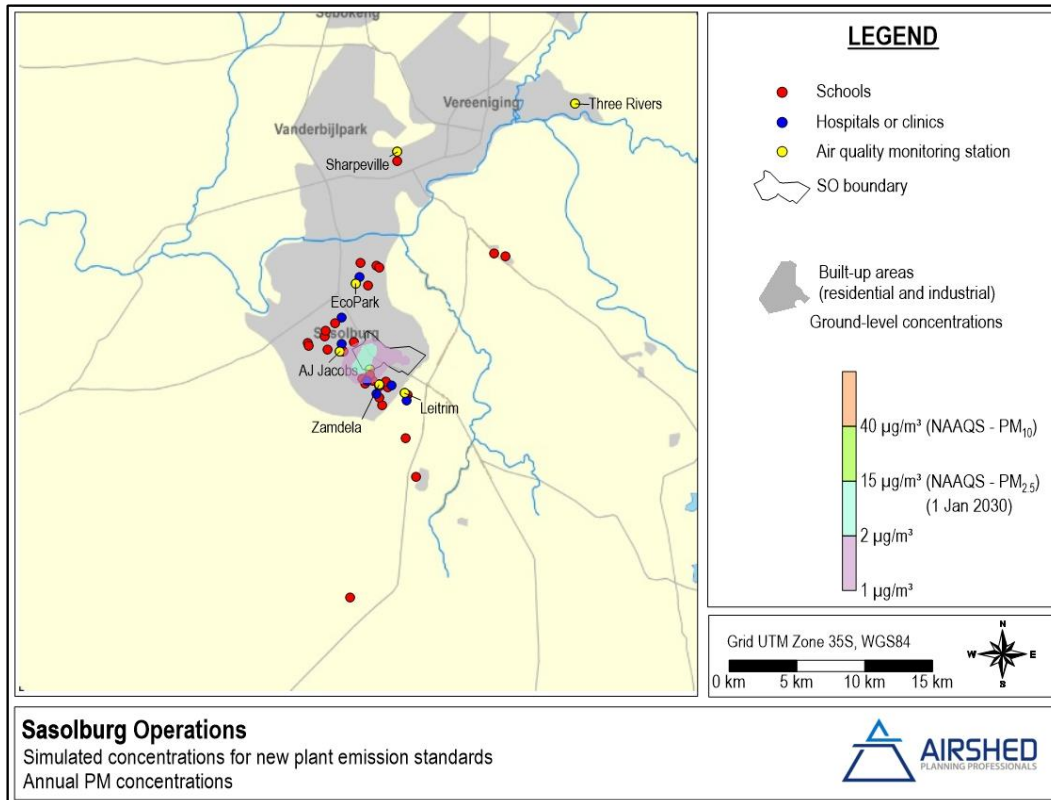 Sebokeng
Vereeniging
Three Rivers
Vanderbijlpark
Sharpeville
EcoPark
Sasolburg
AJ Jacobs
Leitrim
Zamdela
LEGEND
Schools
Hospitals or clinics
Air quality monitoring station
SO boundary
Built-up areas
(residential and industrial)
Ground-level concentrations
40 µg/m³ (NAAQS - PM₁₀)
15 µg/m³ (NAAQS - PM₂.₅)
(1 Jan 2030)
2 µg/m³
1 µg/m³
Grid UTM Zone 35S, WGS84
0 km 5 km 10 km 15 km
N
W E
S
Sasolburg Operations
Simulated concentrations for new plant emission standards
Annual PM concentrations
AIRSHED
PLANNING PROFESSIONALS